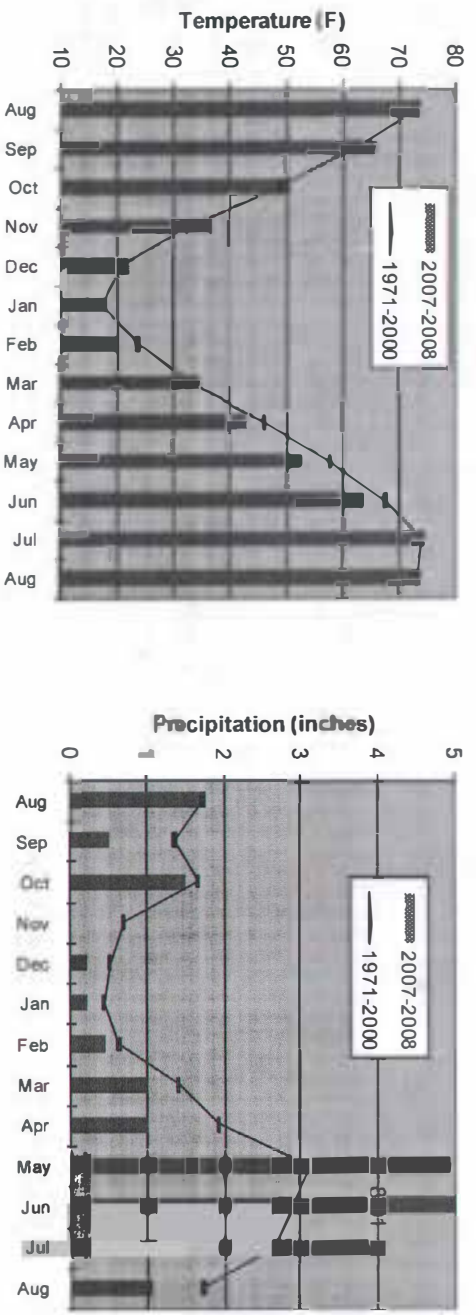 Temperature (F)
80
70
60
50
40
30
20
10
2007-2008
1971-2000
Aug
Sep
Oct
Nov
Dec
Jan
Feb
Mar
Apr
May
Jun
Jul
Aug
Precipitation (inches)
5
4
3
2
1
0
2007-2008
1971-2000
Aug
Sep
Oct
Nov
Dec
Jan
Feb
Mar
Apr
May
Jun
Jul
Aug